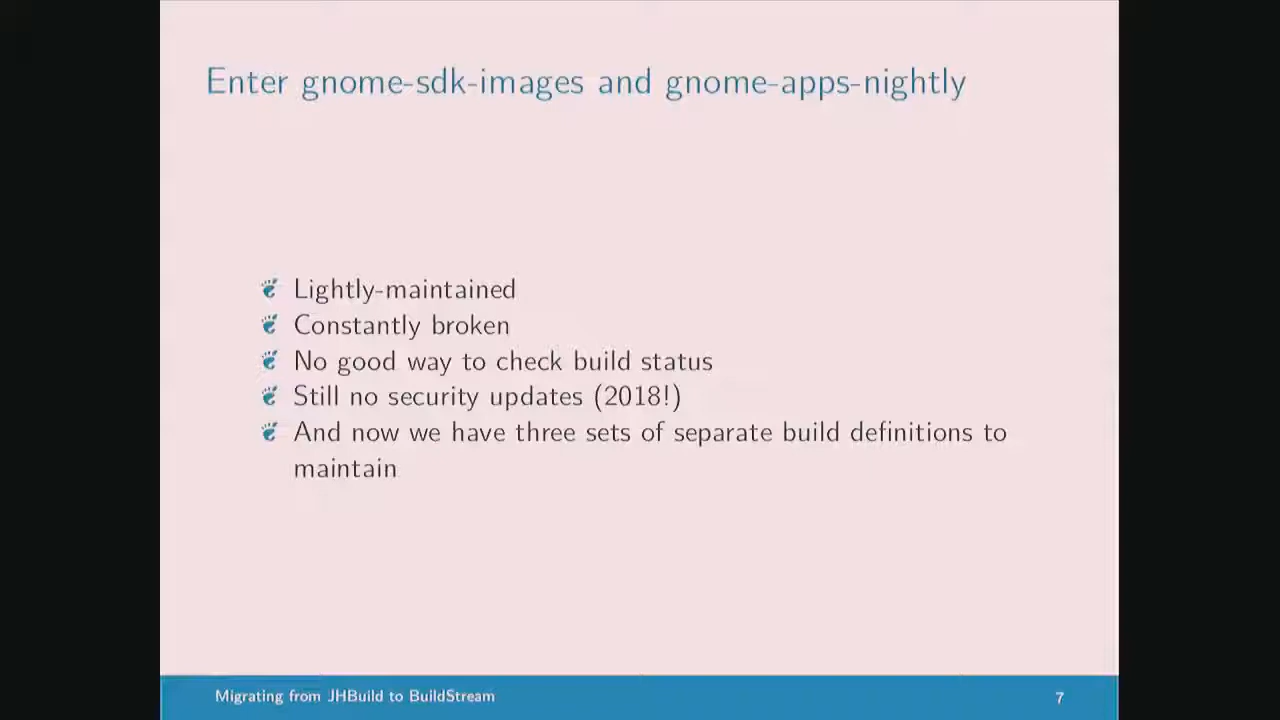 Enter gnome-sdk-images and gnome-apps-nightly
Lightly-maintained
Constantly broken
No good way to check build status
Still no security updates (2018!)
And now we have three sets of separate build definitions to
maintain
Migrating from JHBuild to BuildStream
7